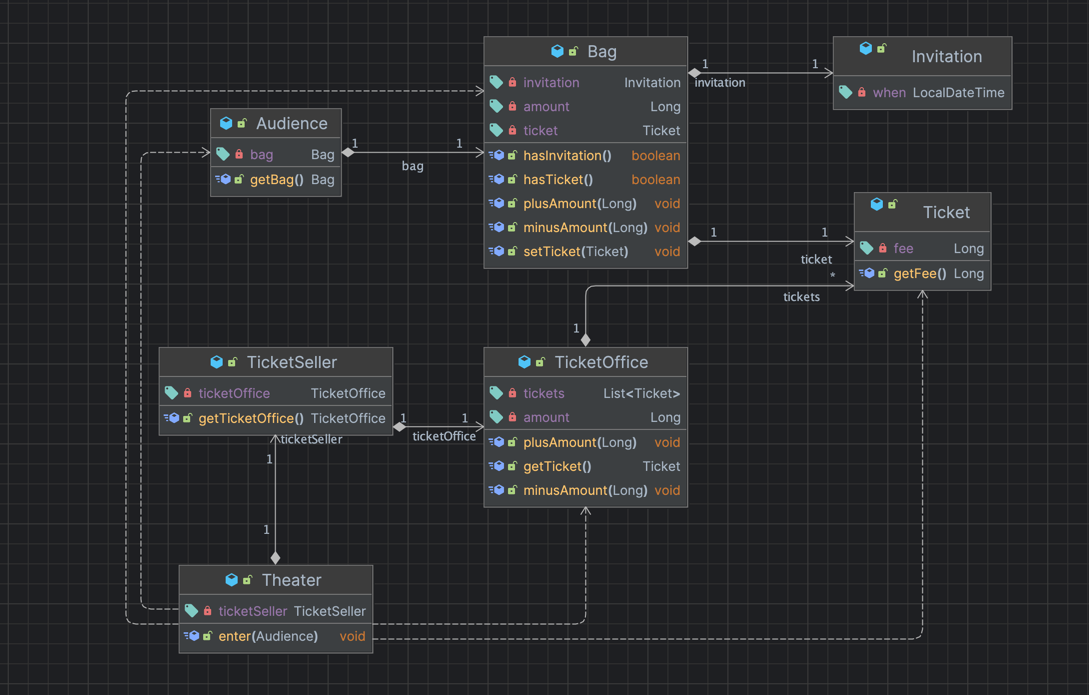 Bag
invitation Invitation
amount Long
ticket Ticket
hasInvitation() boolean
hasTicket() boolean
plusAmount(Long) void
minusAmount(Long) void
setTicket(Ticket) void
1 1
invitation
Invitation
when LocalDateTime
Audience
bag Bag
getBag() Bag
1 1
bag
1 1
ticket
*
tickets
1
Ticket
fee Long
getFee() Long
TicketSeller
ticketOffice TicketOffice
getTicketOffice() TicketOffice
1 1
ticketOffice
ticketSeller
1
1
TicketOffice
tickets List<Ticket>
amount Long
plusAmount(Long) void
getTicket() Ticket
minusAmount(Long) void
Theater
ticketSeller TicketSeller
enter(Audience) void